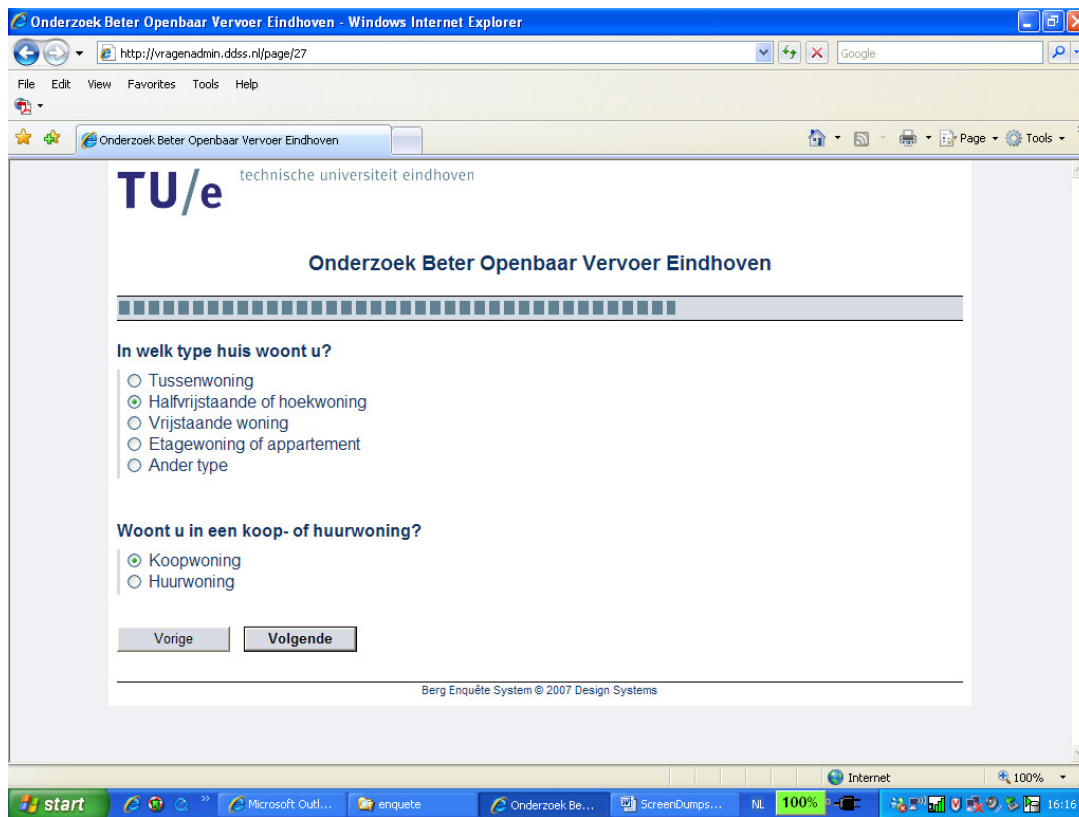 Onderzoek Beter Openbaar Vervoer Eindhoven - Windows Internet Explorer
http://vragenadmin.ddss.nl/page/27
Google
File Edit View Favorites Tools Help
Onderzoek Beter Openbaar Vervoer Eindhoven
Page Tools
TU/e technische universiteit eindhoven
Onderzoek Beter Openbaar Vervoer Eindhoven
In welk type huis woont u?
Tussenwoning
Halfvrijstaande of hoekwoning
Vrijstaande woning
Etagewoning of appartement
Ander type
Woont u in een koop- of huurwoning?
Koopwoning
Huurwoning
Vorige Volgende
Berg Enquête System © 2007 Design Systems
Internet 100%
start Microsoft Outl... enquete Onderzoek Be... ScreenDumps... NL 100% 16:16